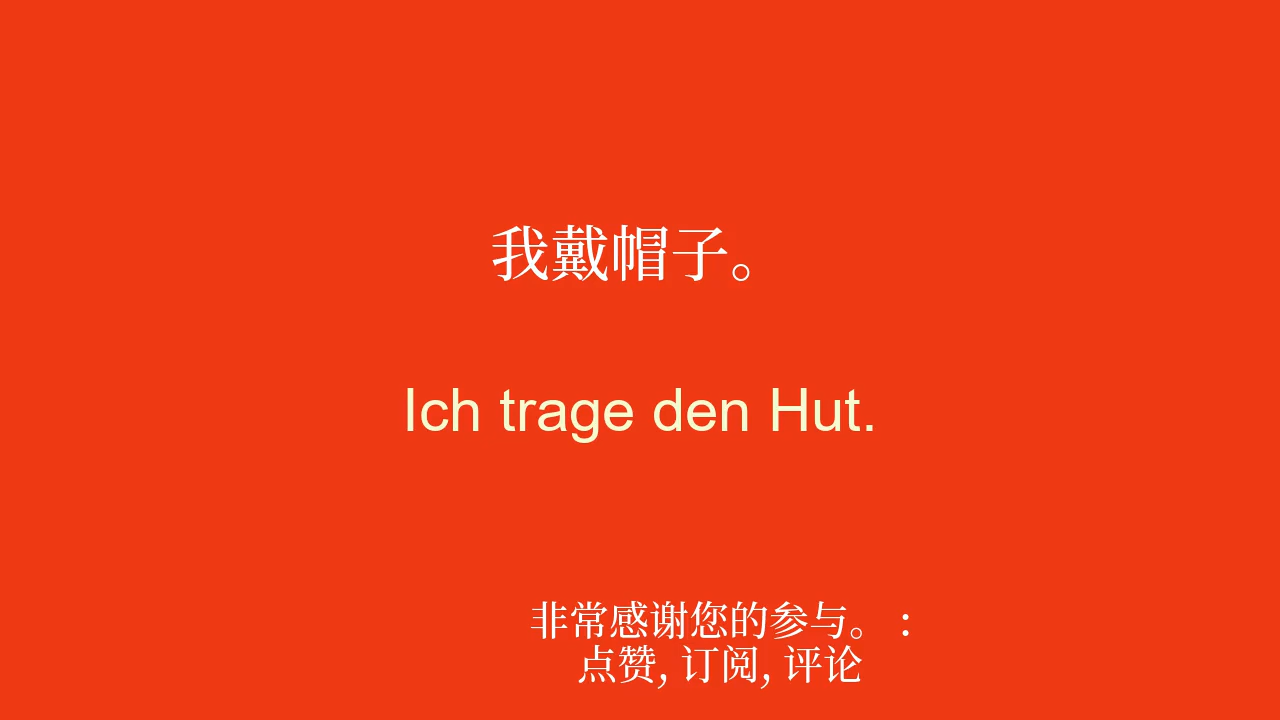 我戴帽子。
Ich trage den Hut.
非常感谢您的参与。 :
点赞, 订阅, 评论